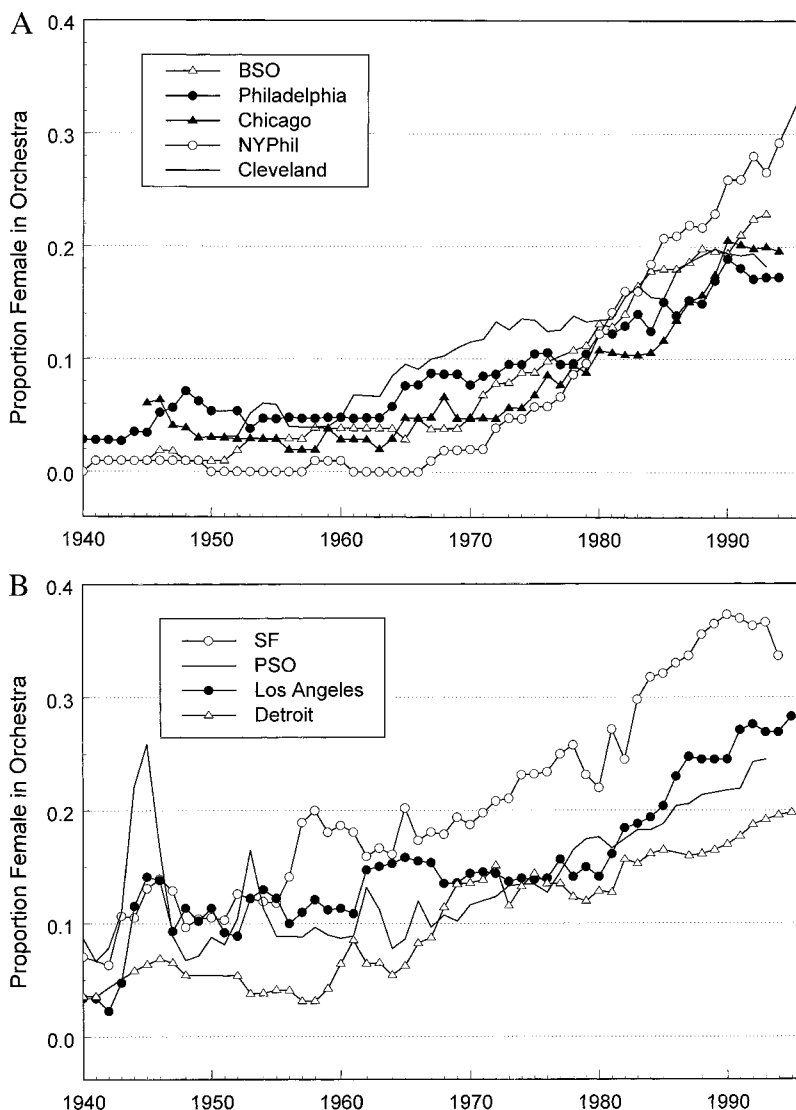 A
0.4
0.3
0.2
0.1
0.0
Proportion Female in Orchestra
BSO
Philadelphia
Chicago
NYPhil
Cleveland
1940 1950 1960 1970 1980 1990
B
0.4
0.3
0.2
0.1
0.0
Proportion Female in Orchestra
SF
PSO
Los Angeles
Detroit
1940 1950 1960 1970 1980 1990